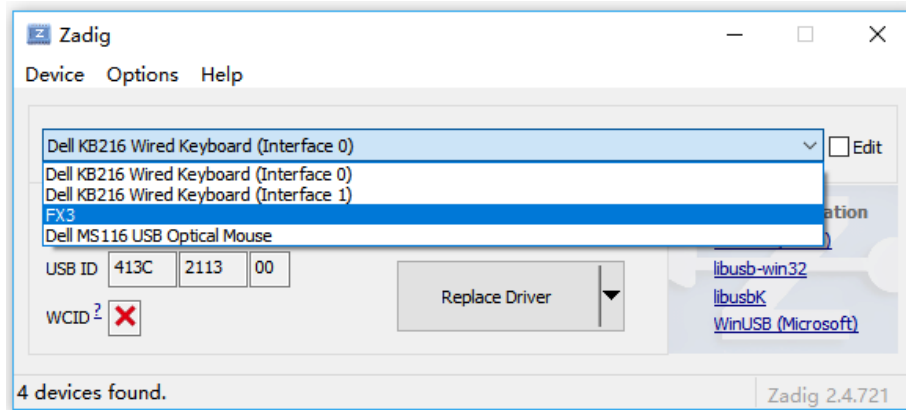 Zadig
Device Options Help
Dell KB216 Wired Keyboard (Interface 0)
Edit
Dell KB216 Wired Keyboard (Interface 0)
Dell KB216 Wired Keyboard (Interface 1)
FX3
ation
Dell MS116 USB Optical Mouse
USB ID 413C 2113 00
libusb-win32
Replace Driver
libusbK
WCID ?
WinUSB (Microsoft)
4 devices found.
Zadig 2.4.721